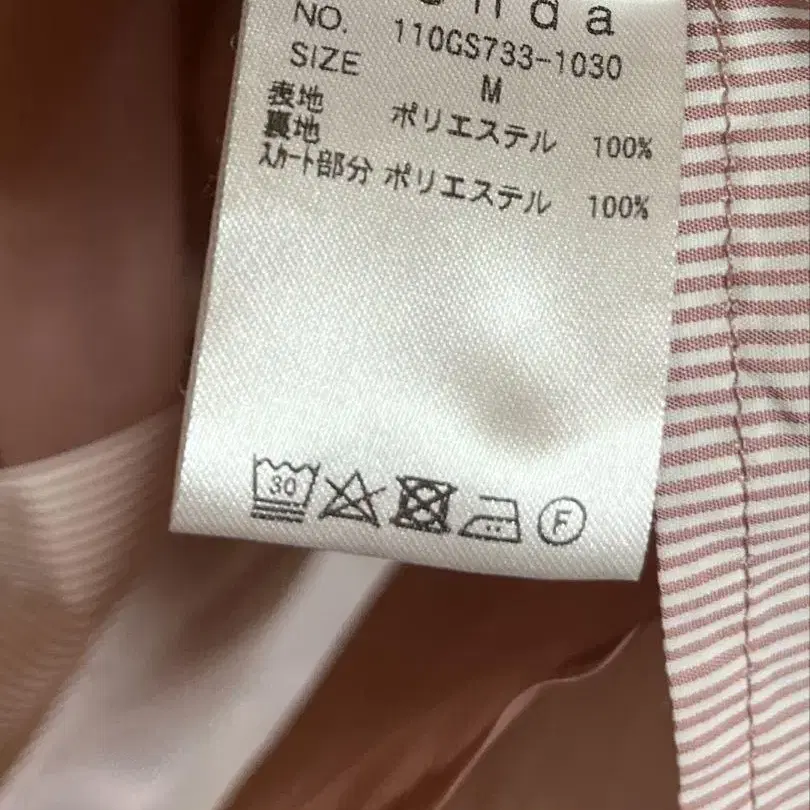 NO. 110GS733-1030
SIZE M
表地 ポリエステル 100%
裏地
スカート部分 ポリエステル 100%
30
F